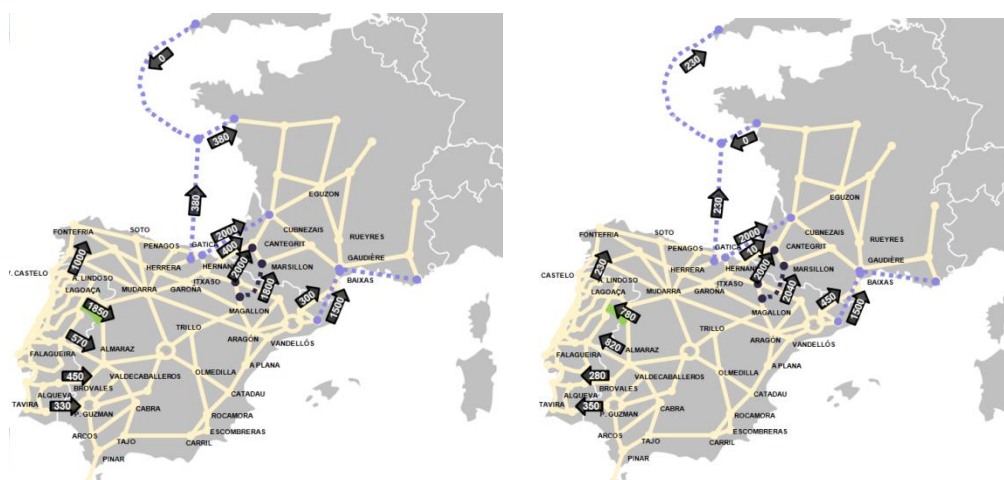 0
380
380
EGUZON
2000
400
FONTEFRIA
SOTO
PENAGOS
GATICA
CUBNEZAIS
CANTEGRIT
RUEYRES
1000
HERRERA
HERNANI
MARSILLON
GAUDIÈRE
CASTELO
A. LINDOSO
ITXASO
2000
1800
BAIXAS
LAGOAÇA
MUDARRA
GAROÑA
300
1500
1850
MAGALLON
TRILLO
570
ARAGÓN
VANDELLÓS
FALAGUEIRA
ALMARAZ
A PLANA
450
VALDECABALLEROS
OLMEDILLA
BROVALES
ALQUEVA
CATADAU
TAVIRA
330
P. GUZMAN
CABRA
ROCAMORA
ARCOS
TAJO
ESCOMBRERAS
CARRIL
PINAR
230
0
230
EGUZON
2000
10
FONTEFRIA
SOTO
PENAGOS
GATICA
CUBNEZAIS
CANTEGRIT
RUEYRES
HERRERA
MARSILLON
GAUDIÈRE
CASTELO
A. LINDOSO
ITXASO
2000
2040
BAIXAS
LAGOAÇA
MUDARRA
GAROÑA
450
1500
780
MAGALLON
TRILLO
820
ARAGÓN
VANDELLÓS
FALAGUEIRA
ALMARAZ
A PLANA
280
VALDECABALLEROS
OLMEDILLA
BROVALES
ALQUEVA
CATADAU
TAVIRA
350
P. GUZMAN
CABRA
ROCAMORA
ARCOS
TAJO
ESCOMBRERAS
CARRIL
PINAR